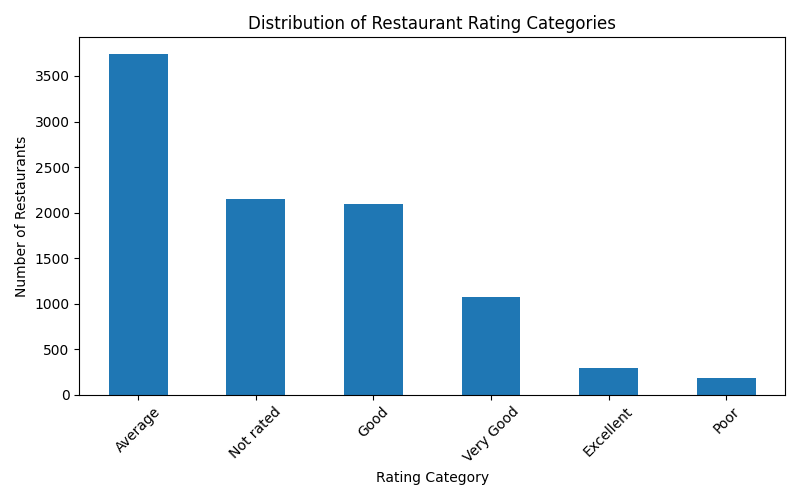 Distribution of Restaurant Rating Categories
Number of Restaurants
3500
3000
2500
2000
1500
1000
500
0
Average
Not rated
Good
Very Good
Excellent
Poor
Rating Category